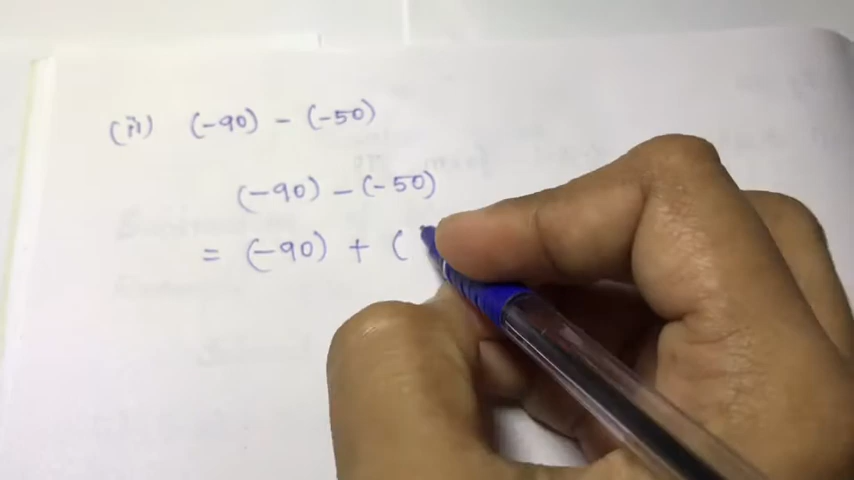 (ii) (-90) - (-50)
(-90) - (-50)
= (-90) + (